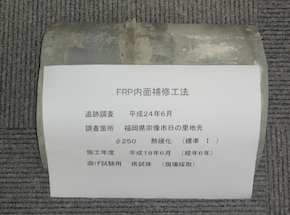 FRP内面補修工法
追跡調査 平成24年6月
調査箇所 福岡県宗像市日の里地先
φ250 熱硬化 (標準 I )
施工年度 平成18年6月 (経年6年)
曲げ試験用 供試体 (現場採取)